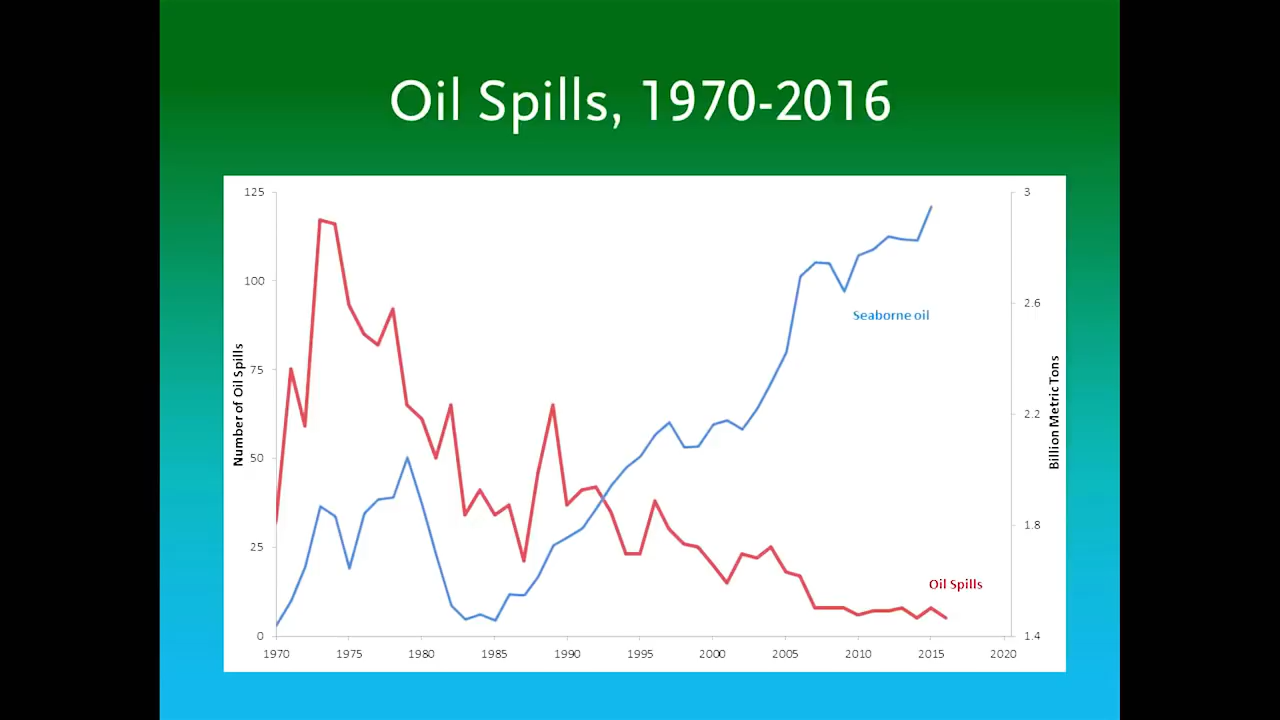 Oil Spills, 1970-2016
125
100
75
50
25
0
Number of Oil Spills
3
2.6
2.2
1.8
1.4
Billion Metric Tons
Seaborne oil
Oil Spills
1970 1975 1980 1985 1990 1995 2000 2005 2010 2015 2020